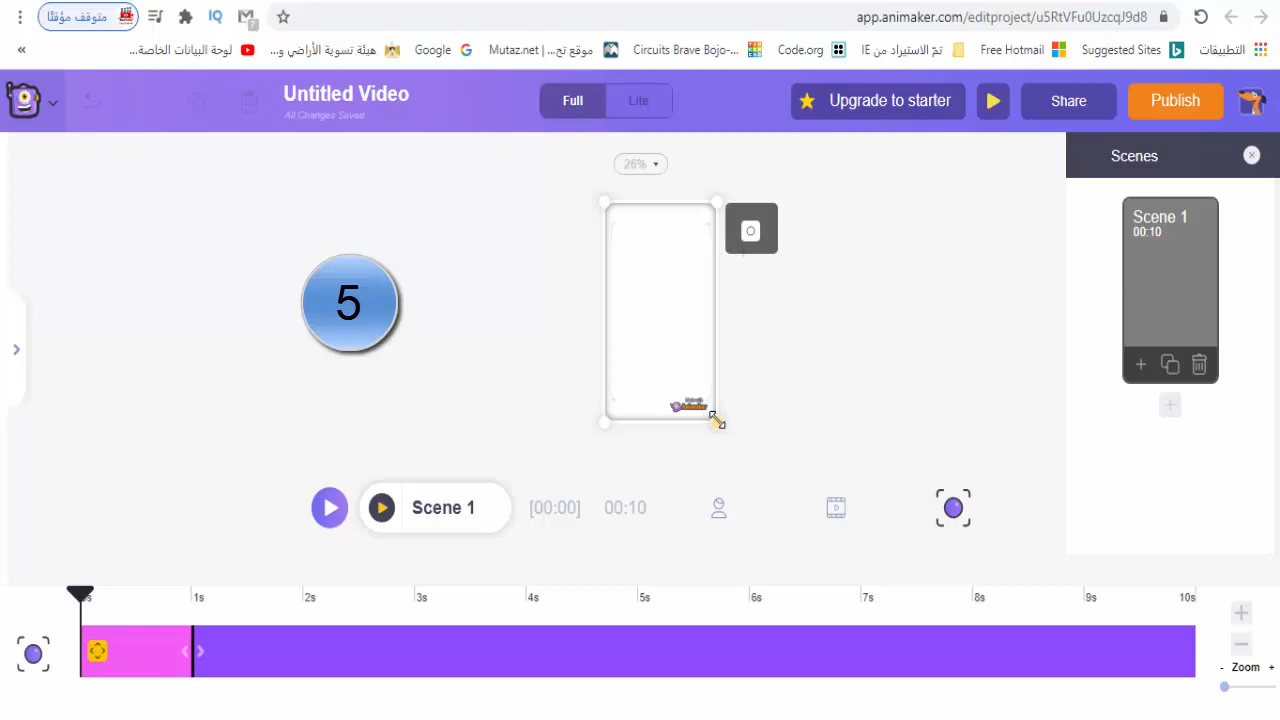 متوقف مؤقتًا
app.animaker.com/editproject/u5RtVFu0UzcqJ9d8
»
لوحة البيانات الخاصة...
هيئة تسوية الأراضي و...
Google
موقع تج...Mutaz.net |
Circuits Brave Bojo-...
Code.org
تمّ الاستيراد من IE
Free Hotmail
Suggested Sites
التطبيقات
Untitled Video
All Changes Saved
Full
Lite
Upgrade to starter
Share
Publish
26%
Scenes
Scene 1
00:10
5
Animaker
Scene 1
[00:00]
00:10
0s 1s 2s 3s 4s 5s 6s 7s 8s 9s 10s
- Zoom +